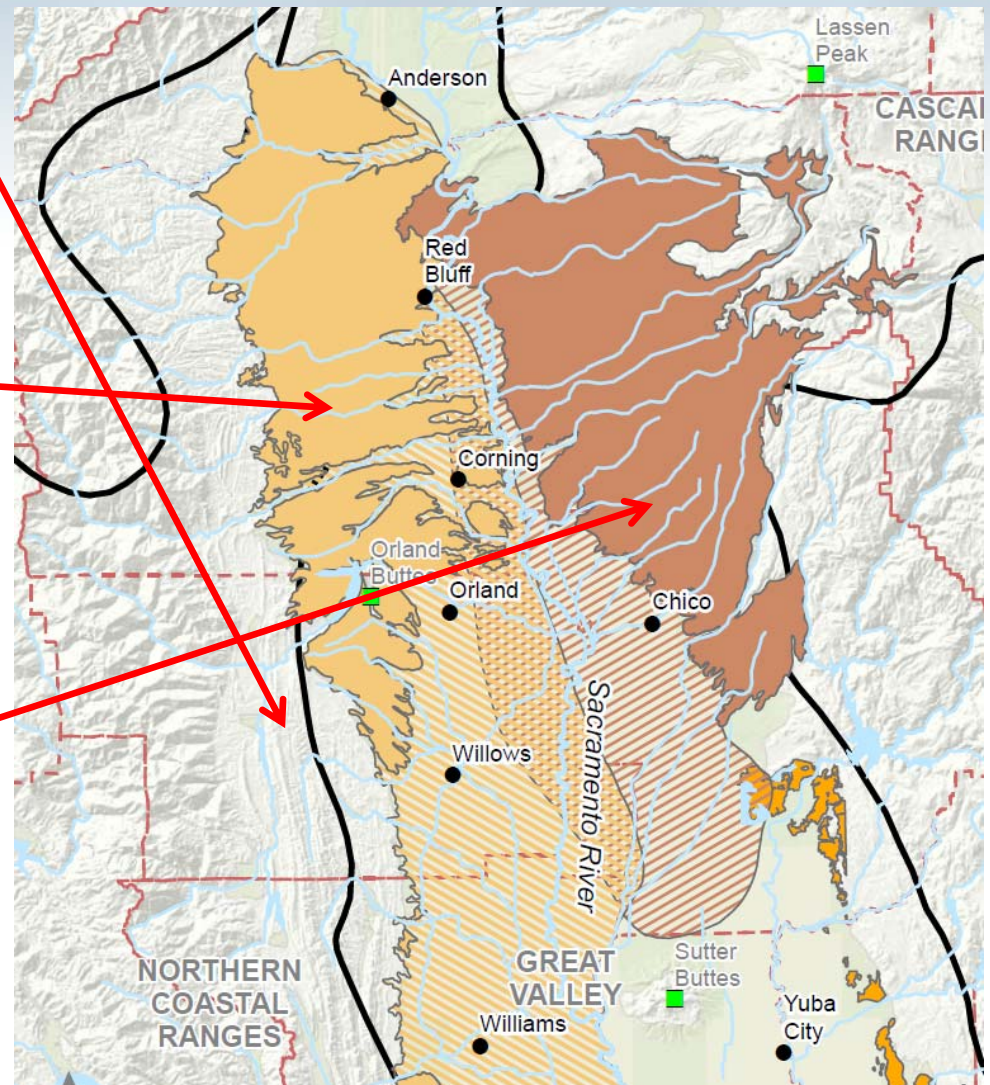 Lassen
Peak
Anderson
CASCA
RANG
Red
Bluff
Corning
Orland
Buttes
Orland
Chico
Sacramento River
Willows
NORTHERN
COASTAL
RANGES
GREAT
VALLEY
Sutter
Buttes
Yuba
City
Williams